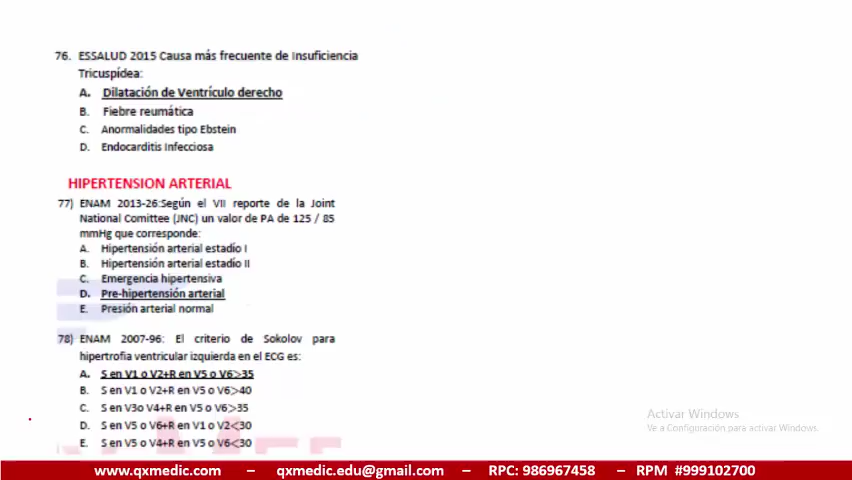 76. ESSALUD 2015 Causa más frecuente de Insuficiencia
Tricuspídea:
A. Dilatación de Ventrículo derecho
B. Fiebre reumática
C. Anormalidades tipo Ebstein
D. Endocarditis Infecciosa
HIPERTENSION ARTERIAL
77) ENAM 2013-26:Según el VII reporte de la Joint
National Comittee (JNC) un valor de PA de 125 / 85
mmHg que corresponde:
A. Hipertensión arterial estadío I
B. Hipertensión arterial estadío II
C. Emergencia hipertensiva
D. Pre-hipertensión arterial
E. Presión arterial normal
78) ENAM 2007-96: El criterio de Sokolov para
hipertrofia ventricular izquierda en el ECG es:
A. S en V1 o V2+R en V5 o V6>35
B. S en V1 o V2+R en V5 o V6>40
C. S en V3o V4+R en V5 o V6>35
D. S en V5 o V6+R en V1 o V2<30
E. S en V5 o V4+R en V5 o V6<30
Activar Windows
Ve a Configuración para activar Windows.
www.qxmedic.com – qxmedic.edu@gmail.com – RPC: 986967458 – RPM #999102700